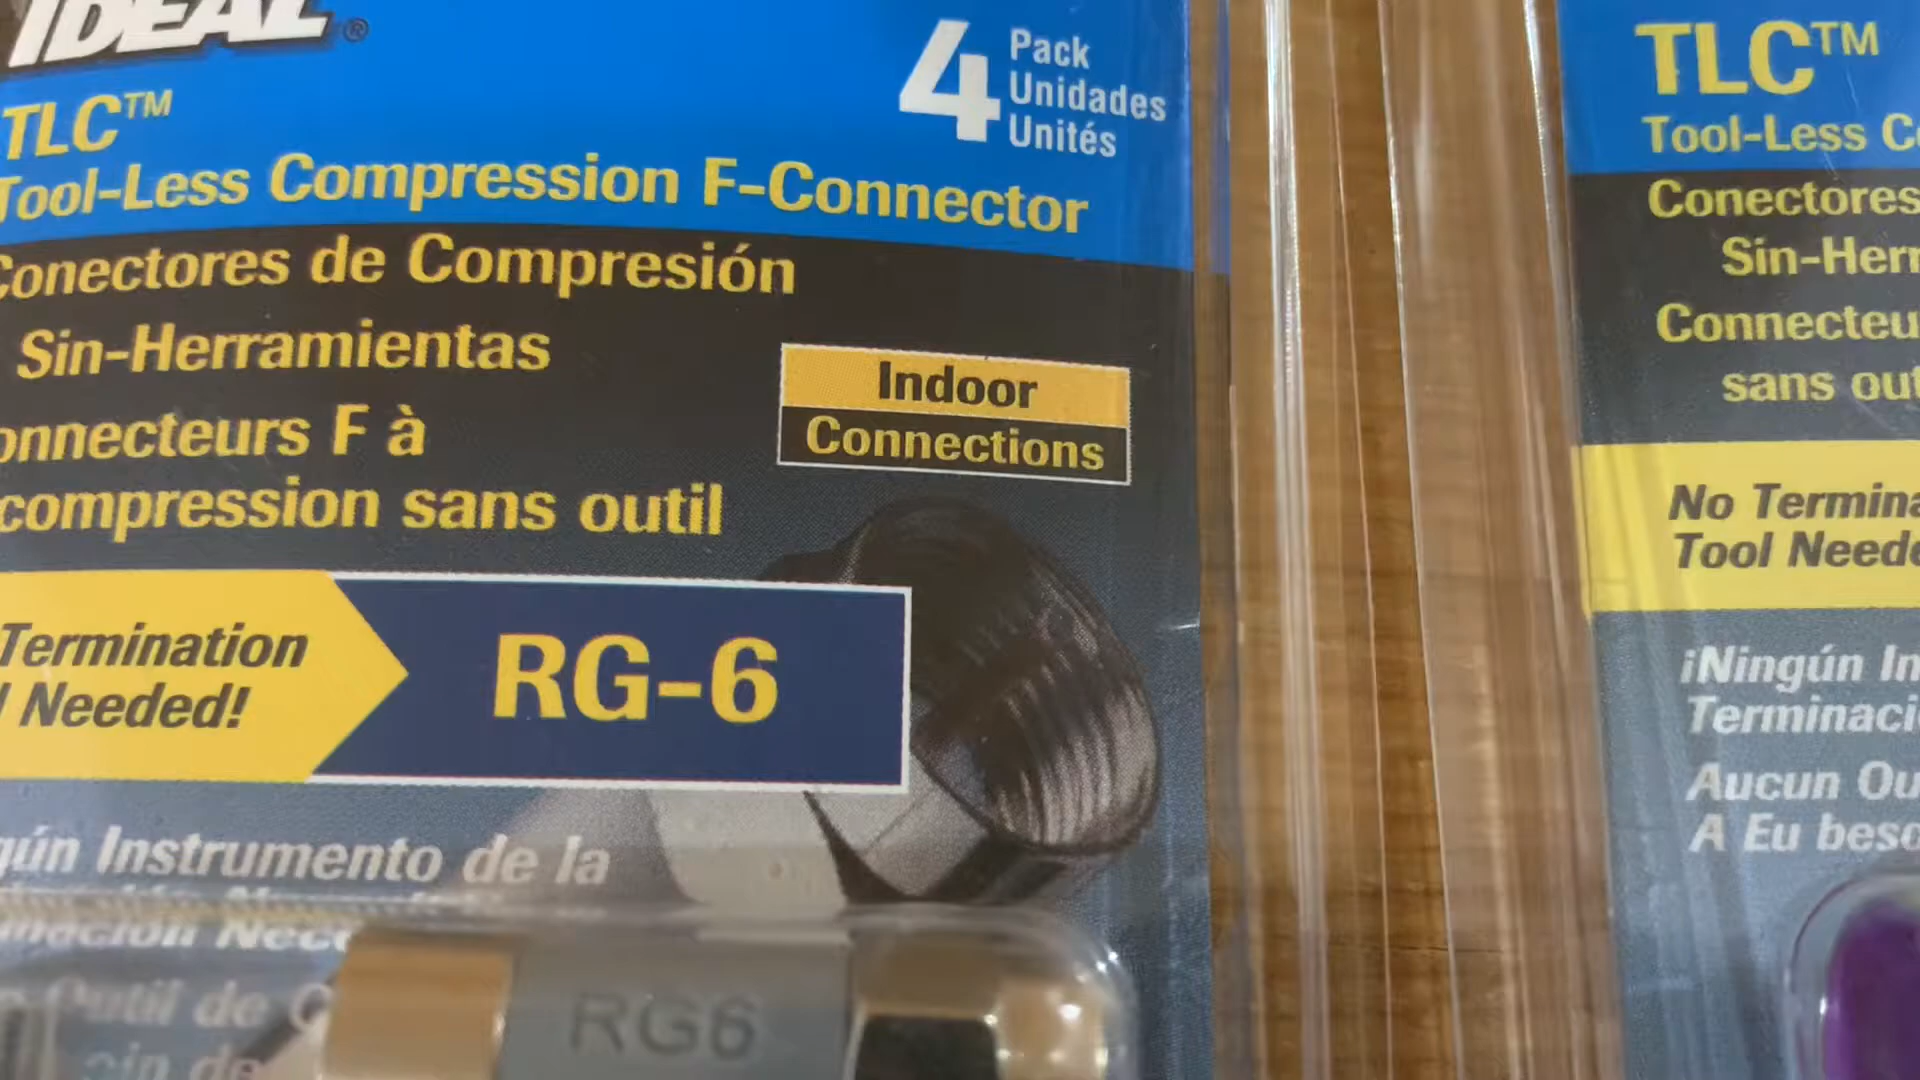 IDEAL®
4 Pack
Unidades
Unités
TLC™
Tool-Less Compression F-Connector
Conectores de Compresión
Sin-Herramientas
onnecteurs F à
compression sans outil
Indoor
Connections
Termination
Needed!
RG-6
gún Instrumento de la
Outil de
RG6
TLC™
Tool-Less C
Conectores
Sin-Herr
Connecteu
sans out
No Termina
Tool Neede
¡Ningún In
Terminaci
Aucun Ou
A Eu beso